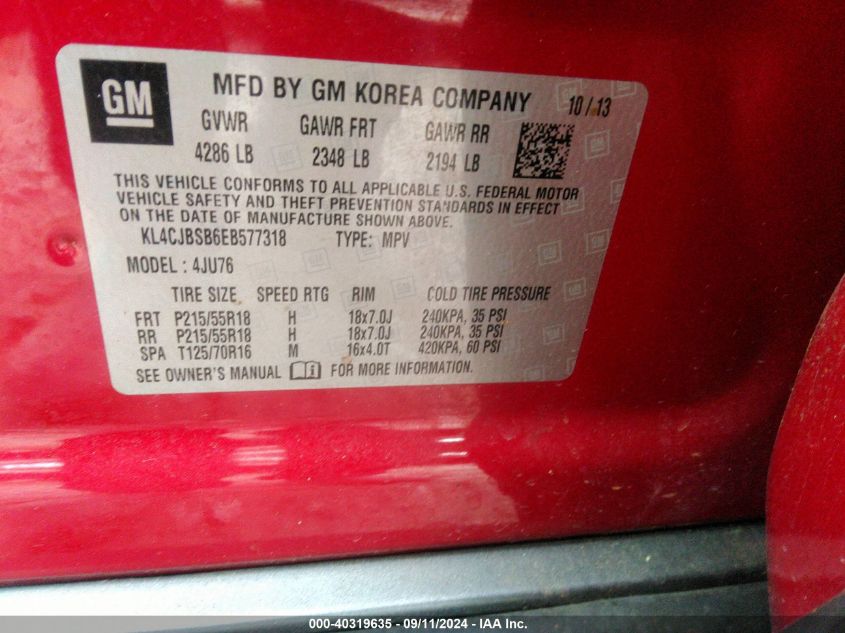 GM
MFD BY GM KOREA COMPANY 10/13
GVWR GAWR FRT GAWR RR
4286 LB 2348 LB 2194 LB
THIS VEHICLE CONFORMS TO ALL APPLICABLE U.S. FEDERAL MOTOR
VEHICLE SAFETY AND THEFT PREVENTION STANDARDS IN EFFECT
ON THE DATE OF MANUFACTURE SHOWN ABOVE.
KL4CJBSB6EB577318 TYPE: MPV
MODEL : 4JU76
TIRE SIZE SPEED RTG RIM COLD TIRE PRESSURE
FRT P215/55R18 H 18x7.0J 240KPA, 35 PSI
RR P215/55R18 H 18x7.0J 240KPA, 35 PSI
SPA T125/70R16 M 16x4.0T 420KPA, 60 PSI
SEE OWNER'S MANUAL i FOR MORE INFORMATION.
000-40319635 - 09/11/2024 - IAA Inc.